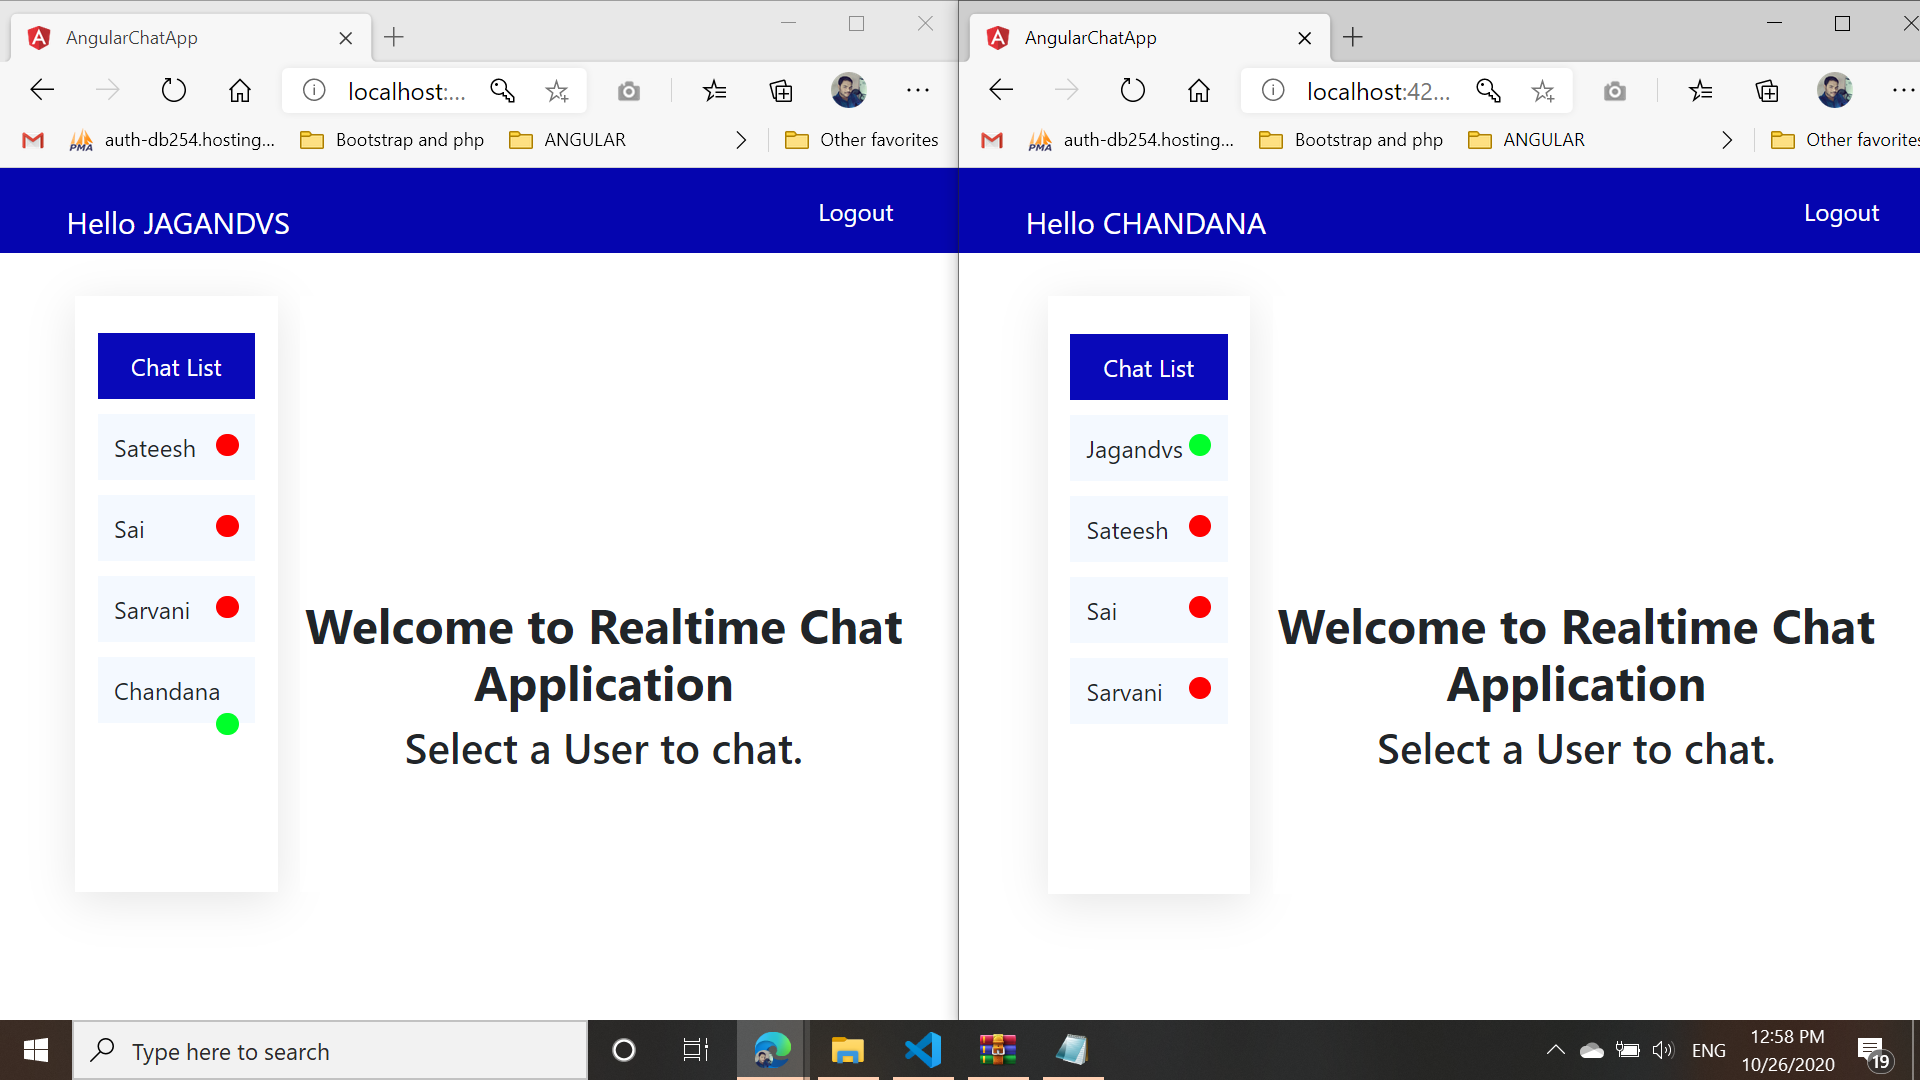 AngularChatApp
localhost:...
auth-db254.hosting...
Bootstrap and php
ANGULAR
Other favorites
Hello JAGANDVS
Logout
Chat List
Sateesh
Sai
Sarvani
Chandana
Welcome to Realtime Chat
Application
Select a User to chat.
AngularChatApp
localhost:42...
PMA
auth-db254.hosting...
Bootstrap and php
ANGULAR
Other favorites
Hello CHANDANA
Logout
Chat List
Jagandvs
Sateesh
Sai
Sarvani
Welcome to Realtime Chat
Application
Select a User to chat.
Type here to search
ENG
12:58 PM
10/26/2020
19